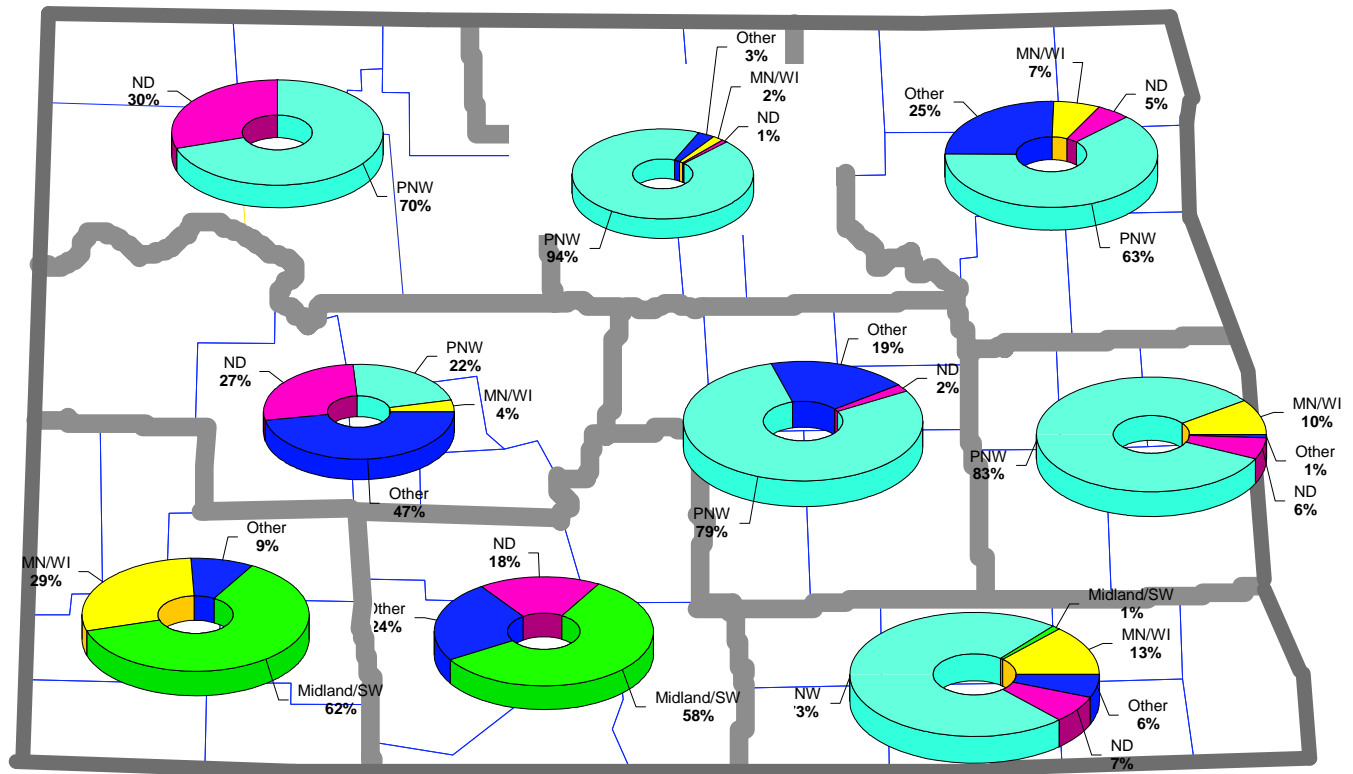 ND
30%
PNW
70%
Other
3%
MN/WI
2%
ND
1%
PNW
94%
MN/WI
7%
ND
5%
Other
25%
PNW
63%
ND
27%
PNW
22%
MN/WI
4%
Other
47%
Other
19%
ND
2%
PNW
79%
MN/WI
10%
Other
1%
ND
6%
PNW
83%
Other
9%
MN/WI
29%
Midland/SW
62%
ND
18%
Other
24%
Midland/SW
58%
Midland/SW
1%
MN/WI
13%
Other
6%
ND
7%
NW
3%